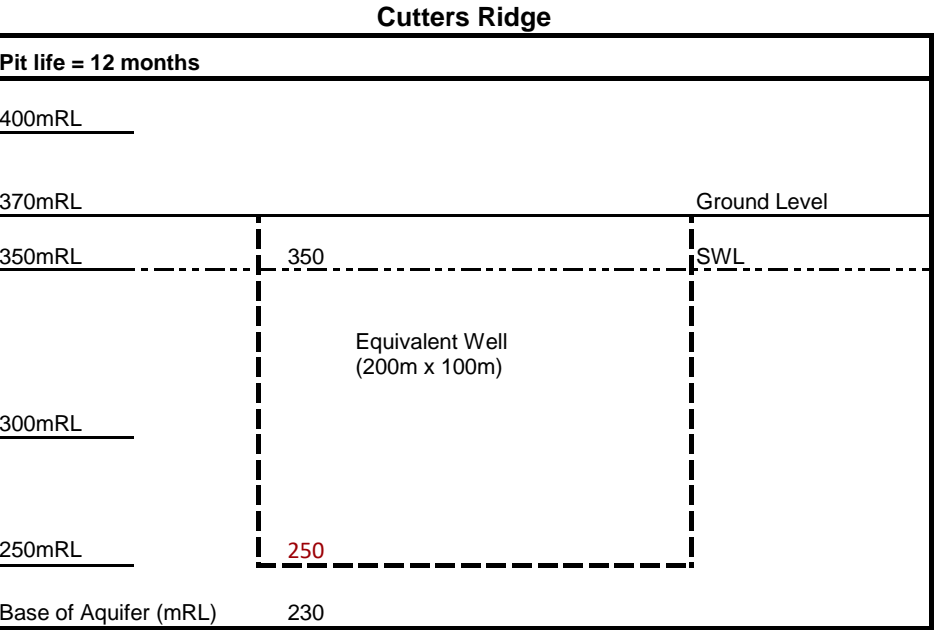 Cutters Ridge
Pit life = 12 months
400mRL
370mRL Ground Level
350mRL 350 SWL
Equivalent Well
(200m x 100m)
300mRL
250mRL 250
Base of Aquifer (mRL) 230